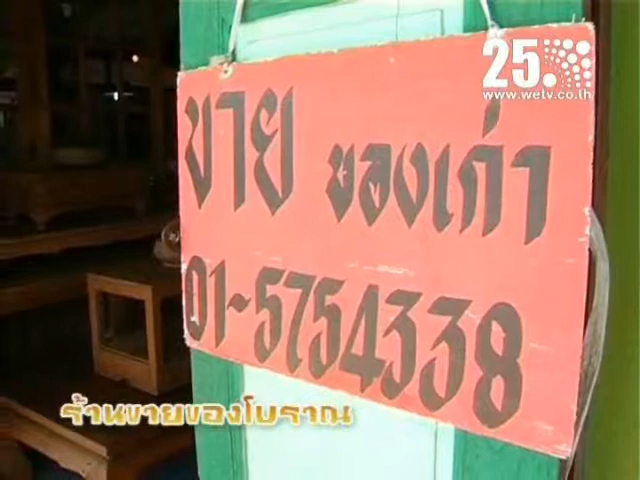 25.
www.wetv.co.th
ขาย ของเก่า
01-5754338
ร้านขายของโบราณ